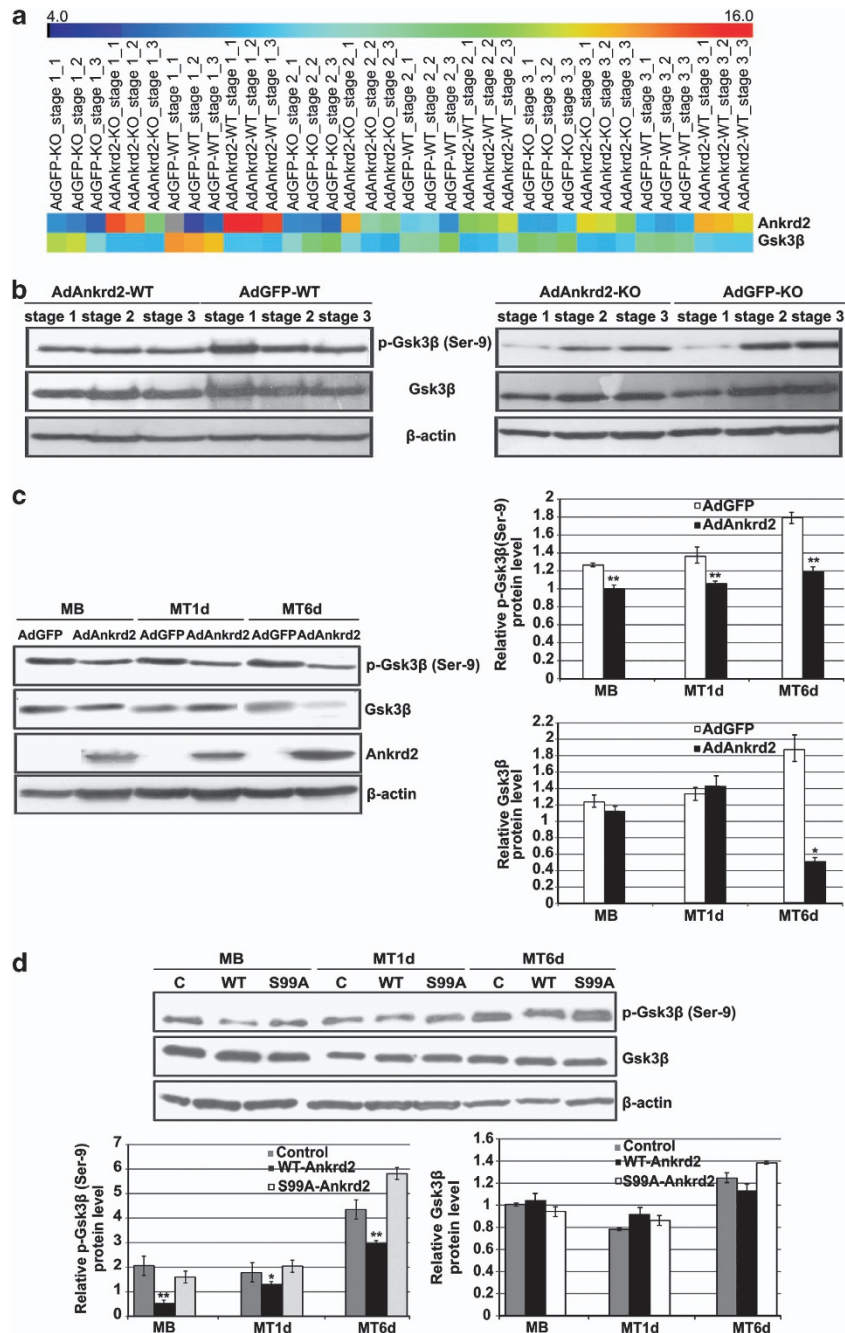 a
4.0 16.0
AdGFP-KO_stage 1_1
AdGFP-KO_stage 1_2
AdGFP-KO_stage 1_3
AdAnkrd2-KO_stage 1_1
AdAnkrd2-KO_stage 1_2
AdAnkrd2-KO_stage 1_3
AdGFP-WT_stage 1_1
AdGFP-WT_stage 1_2
AdGFP-WT_stage 1_3
AdAnkrd2-WT_stage 1_1
AdAnkrd2-WT_stage 1_2
AdAnkrd2-WT_stage 1_3
AdGFP-KO_stage 2_1
AdGFP-KO_stage 2_2
AdGFP-KO_stage 2_3
AdAnkrd2-KO_stage 2_1
AdAnkrd2-KO_stage 2_2
AdAnkrd2-KO_stage 2_3
AdGFP-WT_stage 2_1
AdGFP-WT_stage 2_2
AdGFP-WT_stage 2_3
AdAnkrd2-WT_stage 2_1
AdAnkrd2-WT_stage 2_2
AdAnkrd2-WT_stage 2_3
AdGFP-KO_stage 3_1
AdGFP-KO_stage 3_2
AdGFP-KO_stage 3_3
AdAnkrd2-KO_stage 3_1
AdAnkrd2-KO_stage 3_2
AdAnkrd2-KO_stage 3_3
AdGFP-WT_stage 3_1
AdGFP-WT_stage 3_2
AdGFP-WT_stage 3_3
AdAnkrd2-WT_stage 3_1
AdAnkrd2-WT_stage 3_2
AdAnkrd2-WT_stage 3_3
Ankrd2
Gsk3β
b
AdAnkrd2-WT AdGFP-WT AdAnkrd2-KO AdGFP-KO
stage 1 stage 2 stage 3 stage 1 stage 2 stage 3 stage 1 stage 2 stage 3 stage 1 stage 2 stage 3
p-Gsk3β (Ser-9)
Gsk3β
β-actin
c
MB MT1d MT6d
AdGFP AdAnkrd2 AdGFP AdAnkrd2 AdGFP AdAnkrd2
p-Gsk3β (Ser-9)
Gsk3β
Ankrd2
β-actin
Relative p-Gsk3β(Ser-9)
protein level
2
1.8
1.6
1.4
1.2
1
0.8
0.6
0.4
0.2
0
AdGFP
AdAnkrd2
** ** **
MB MT1d MT6d
Relative Gsk3β
protein level
2.2
2
1.8
1.6
1.4
1.2
1
0.8
0.6
0.4
0.2
0
AdGFP
AdAnkrd2
*
MB MT1d MT6d
d
MB MT1d MT6d
C WT S99A C WT S99A C WT S99A
p-Gsk3β (Ser-9)
Gsk3β
β-actin
Relative p-Gsk3β (Ser-9)
protein level
7
6
5
4
3
2
1
0
Control
WT-Ankrd2
S99A-Ankrd2
** * **
MB MT1d MT6d
Relative Gsk3β
protein level
1.6
1.4
1.2
1
0.8
0.6
0.4
0.2
0
Control
WT-Ankrd2
S99A-Ankrd2
MB MT1d MT6d